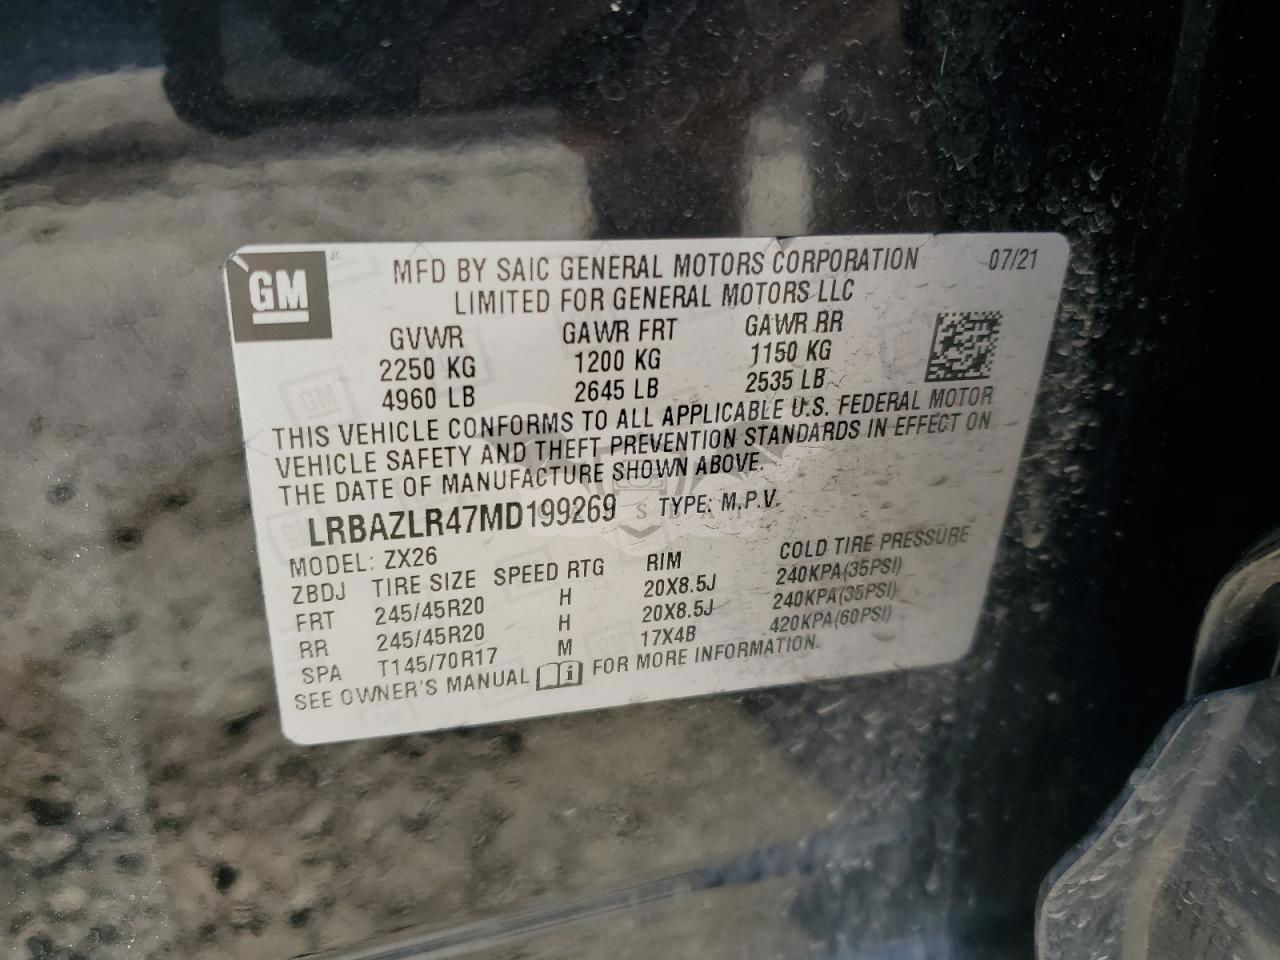 GM
MFD BY SAIC GENERAL MOTORS CORPORATION 07/21
LIMITED FOR GENERAL MOTORS LLC
GVWR GAWR FRT GAWR RR
2250 KG 1200 KG 1150 KG
4960 LB 2645 LB 2535 LB
THIS VEHICLE CONFORMS TO ALL APPLICABLE U.S. FEDERAL MOTOR
VEHICLE SAFETY AND THEFT PREVENTION STANDARDS IN EFFECT ON
THE DATE OF MANUFACTURE SHOWN ABOVE.
LRBAZLR47MD199269 TYPE: M.P.V.
MODEL: ZX26
ZBDJ TIRE SIZE SPEED RTG RIM COLD TIRE PRESSURE
FRT 245/45R20 H 20X8.5J 240KPA(35PSI)
RR 245/45R20 H 20X8.5J 240KPA(35PSI)
SPA T145/70R17 M 17X4B 420KPA(60PSI)
SEE OWNER'S MANUAL i FOR MORE INFORMATION.